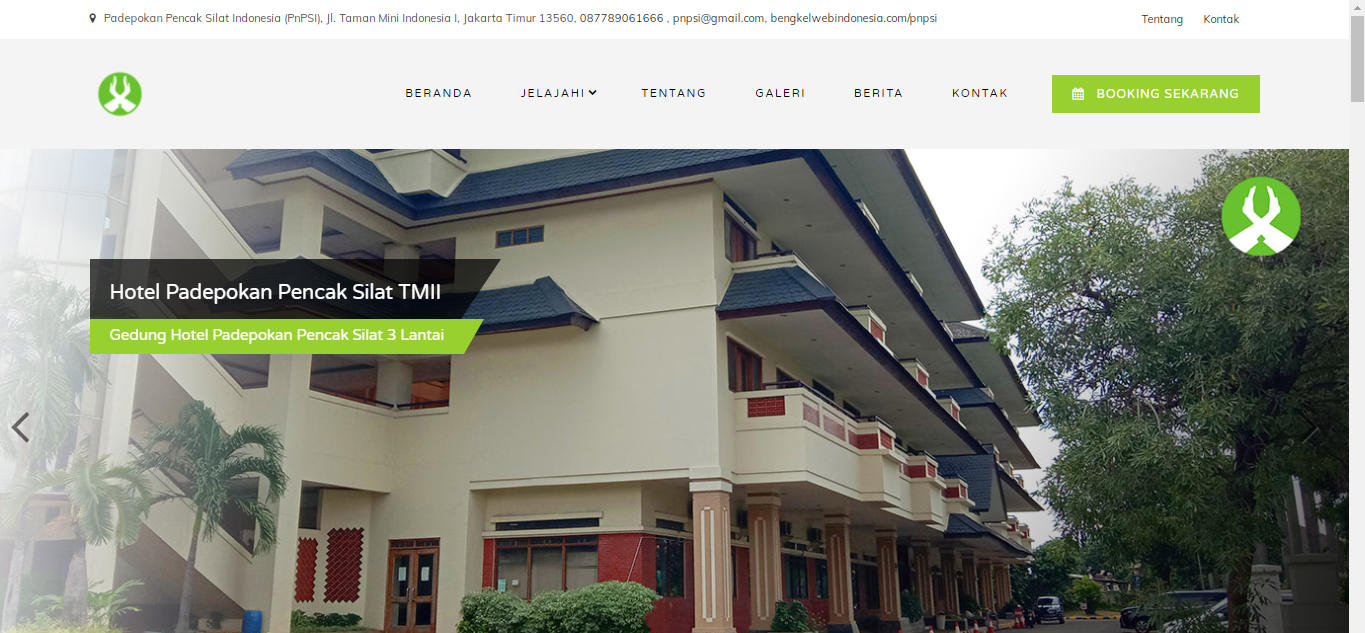 Padepokan Pencak Silat Indonesia (PnPSI), Jl. Taman Mini Indonesia I, Jakarta Timur 13560, 087789061666 , pnpsi@gmail.com, bengkelwebindonesia.com/pnpsi
Tentang Kontak
BERANDA JELAJAHI TENTANG GALERI BERITA KONTAK BOOKING SEKARANG
Hotel Padepokan Pencak Silat TMII
Gedung Hotel Padepokan Pencak Silat 3 Lantai